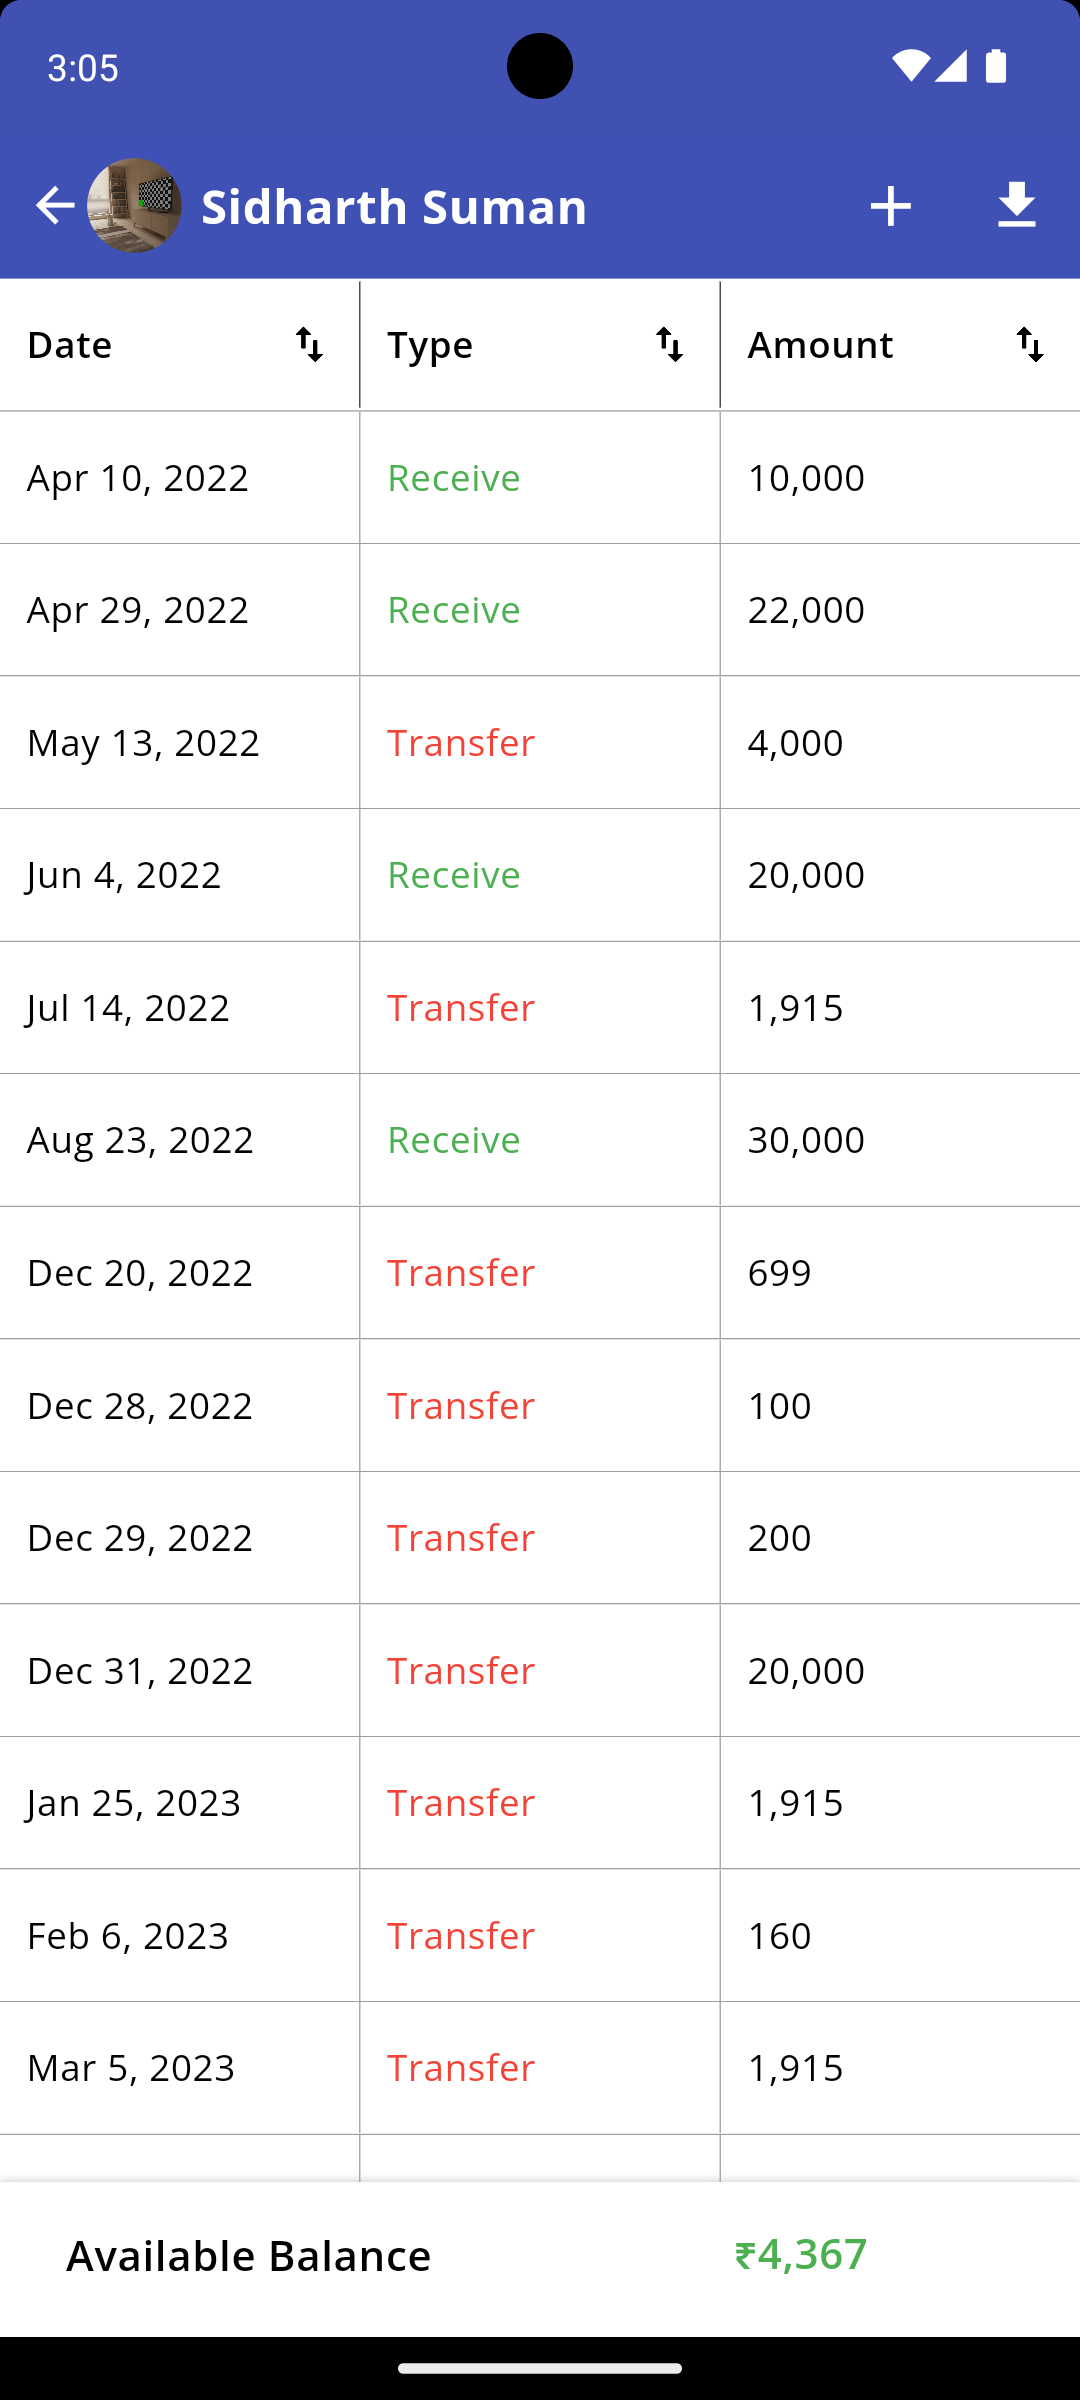 3:05
Sidharth Suman
Date Type Amount
Apr 10, 2022 Receive 10,000
Apr 29, 2022 Receive 22,000
May 13, 2022 Transfer 4,000
Jun 4, 2022 Receive 20,000
Jul 14, 2022 Transfer 1,915
Aug 23, 2022 Receive 30,000
Dec 20, 2022 Transfer 699
Dec 28, 2022 Transfer 100
Dec 29, 2022 Transfer 200
Dec 31, 2022 Transfer 20,000
Jan 25, 2023 Transfer 1,915
Feb 6, 2023 Transfer 160
Mar 5, 2023 Transfer 1,915
Available Balance ₹4,367